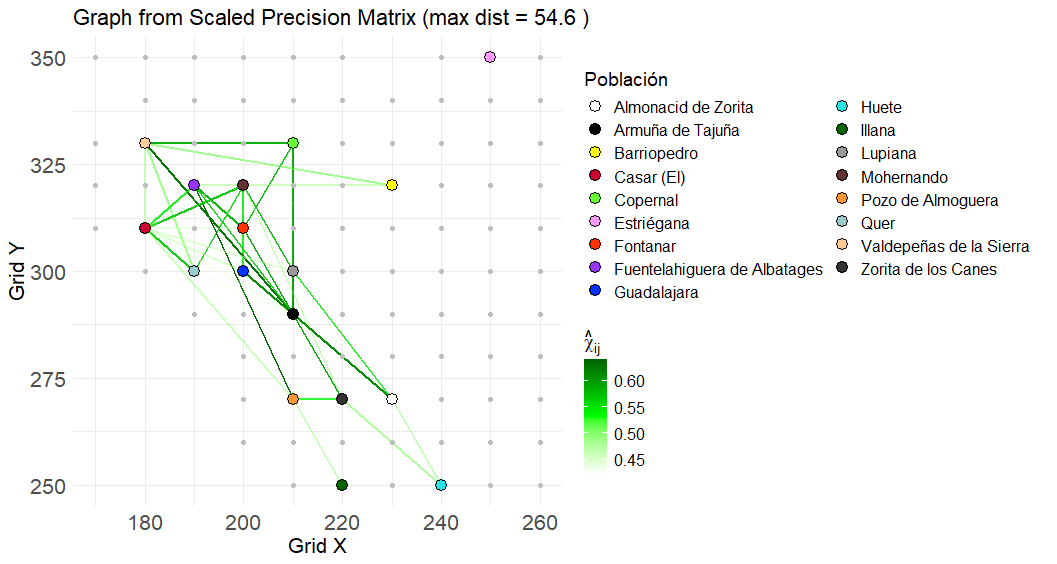 Graph from Scaled Precision Matrix (max dist = 54.6 )
350
325
300
275
250
Grid Y
180
200
220
240
260
Grid X
Población
Almonacid de Zorita
Armuña de Tajuña
Barriopedro
Casar (El)
Copernal
Estriégana
Fontanar
Fuentelahiguera de Albatages
Guadalajara
Huete
Illana
Lupiana
Mohernando
Pozo de Almoguera
Quer
Valdepeñas de la Sierra
Zorita de los Canes
χ̂ij
0.60
0.55
0.50
0.45